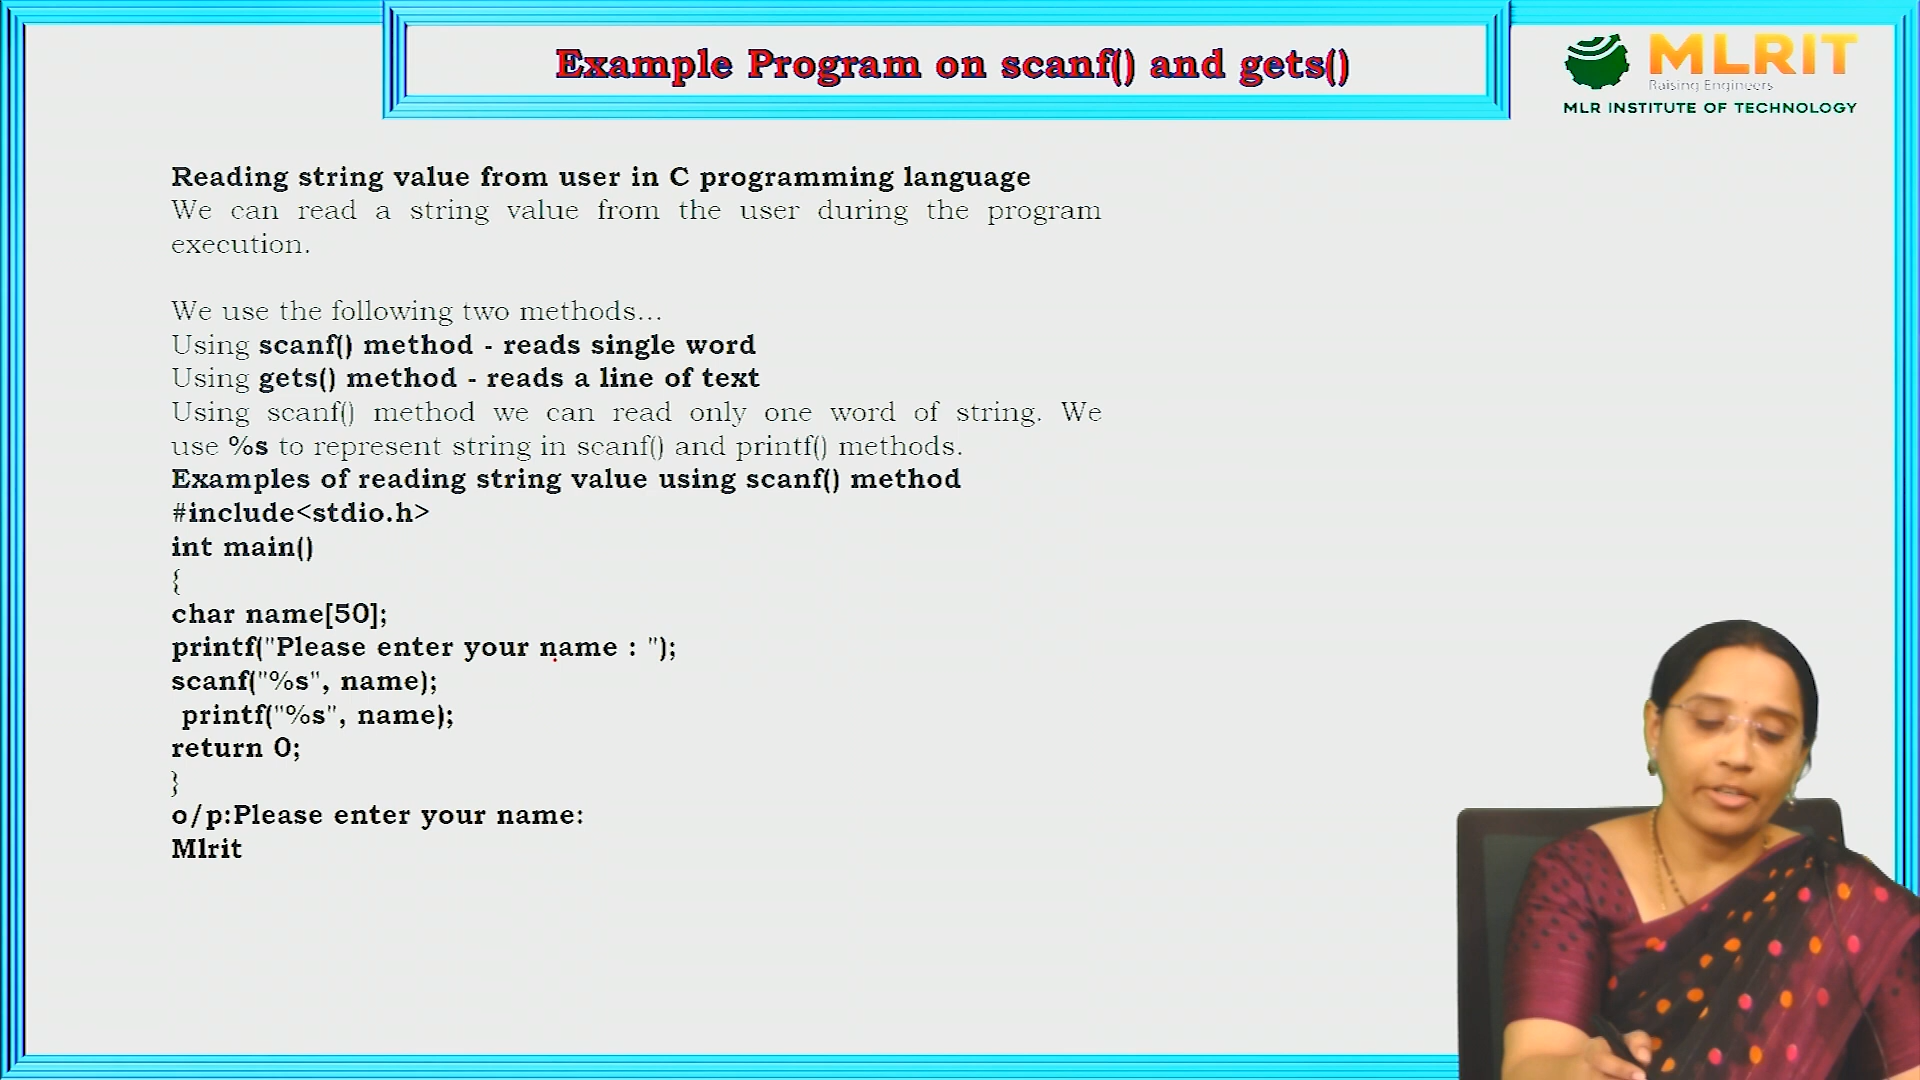 Example Program on scanf() and gets()
MLRIT
Raising Engineers
MLR INSTITUTE OF TECHNOLOGY
Reading string value from user in C programming language
We can read a string value from the user during the program
execution.
We use the following two methods...
Using scanf() method - reads single word
Using gets() method - reads a line of text
Using scanf() method we can read only one word of string. We
use %s to represent string in scanf() and printf() methods.
Examples of reading string value using scanf() method
#include<stdio.h>
int main()
{
char name[50];
printf("Please enter your name : ");
scanf("%s", name);
printf("%s", name);
return 0;
}
o/p:Please enter your name:
Mlrit